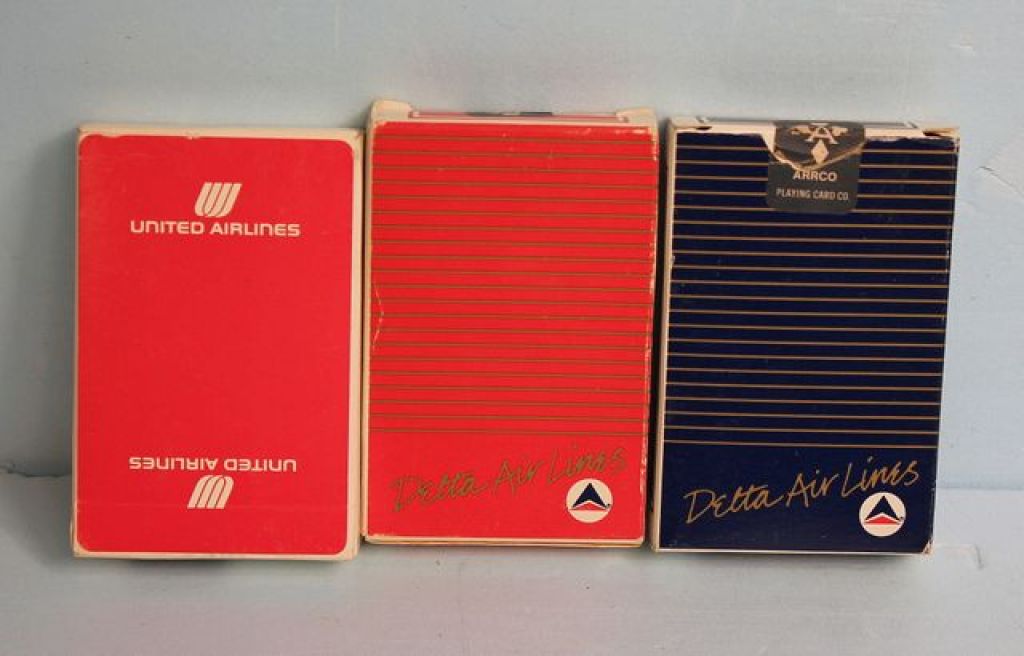 UNITED AIRLINES
UNITED AIRLINES
Delta Air Lines
A
ARRCO
PLAYING CARD CO.
Delta Air Lines